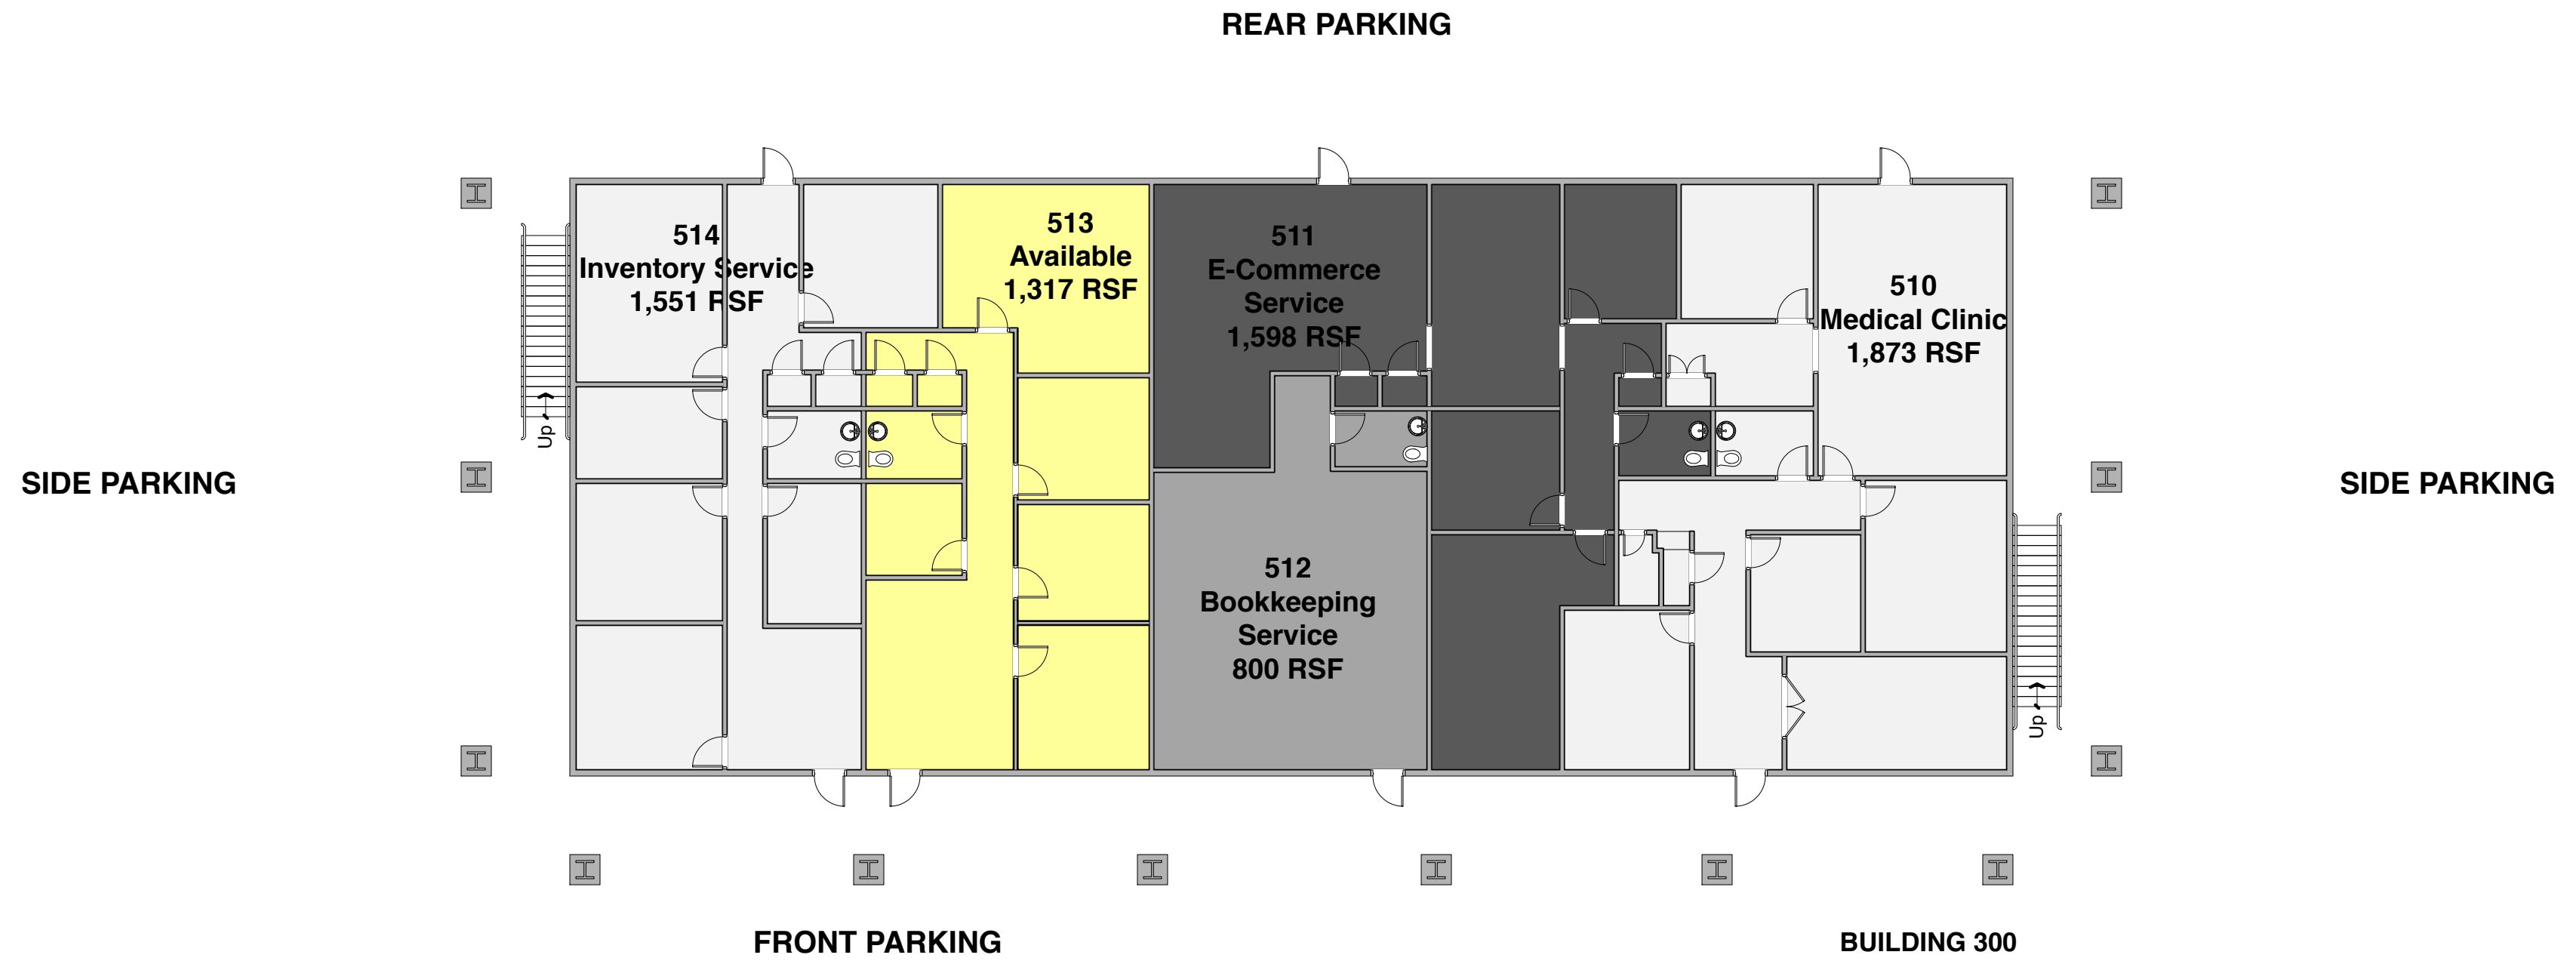 REAR PARKING
514
Inventory Service
1,551 RSF
513
Available
1,317 RSF
511
E-Commerce
Service
1,598 RSF
510
Medical Clinic
1,873 RSF
Up
SIDE PARKING
SIDE PARKING
512
Bookkeeping
Service
800 RSF
Up
FRONT PARKING
BUILDING 300